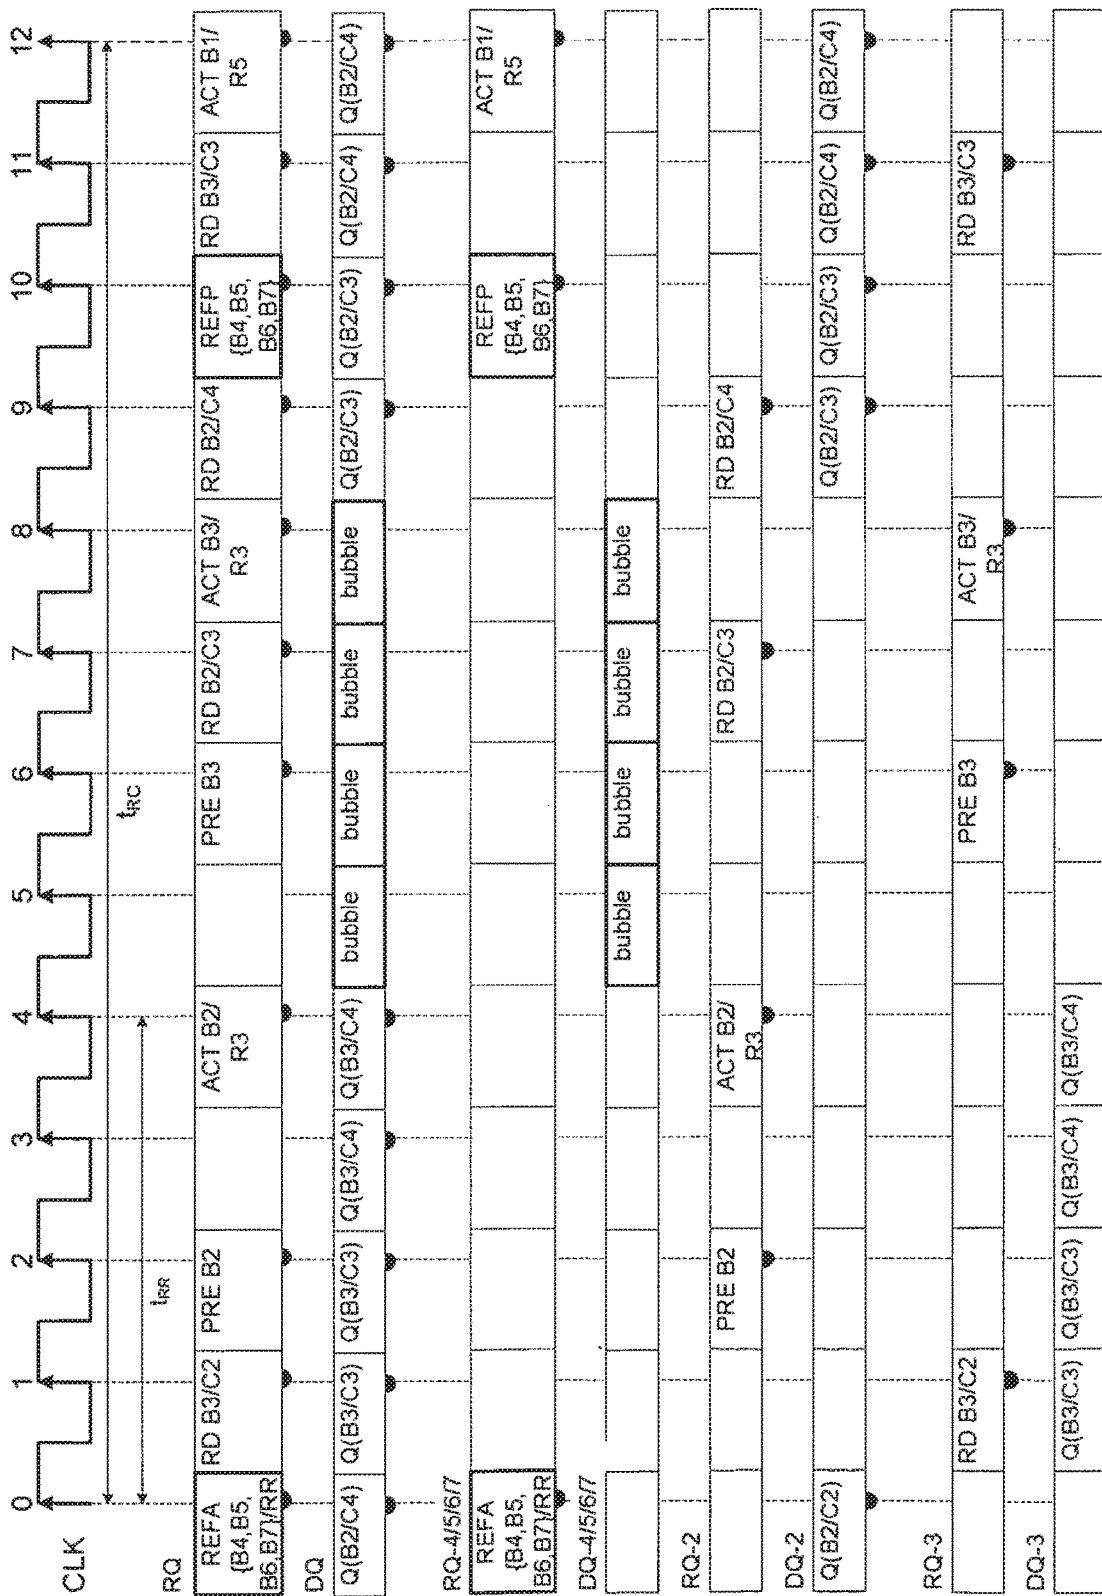 CLK 0 1 2 3 4 5 6 7 8 9 10 11 12
tRR
tRC
RQ
REFA {B4,B5, B6,B7}/RR
RD B3/C2
PRE B2
ACT B2/ R3
PRE B3
RD B2/C3
ACT B3/ R3
RD B2/C4
REFP {B4,B5, B6,B7}
RD B3/C3
ACT B1/ R5
DQ
Q(B2/C4) Q(B3/C3) Q(B3/C3) Q(B3/C4) Q(B3/C4) bubble bubble bubble bubble Q(B2/C3) Q(B2/C3) Q(B2/C4) Q(B2/C4)
RQ-4/5/6/7
REFA {B4,B5, B6,B7}/RR
REFP {B4,B5, B6,B7}
ACT B1/ R5
DQ-4/5/6/7
bubble bubble bubble bubble
RQ-2
PRE B2
ACT B2/ R3
RD B2/C3
RD B2/C4
DQ-2
Q(B2/C2) Q(B2/C3) Q(B2/C3) Q(B2/C4) Q(B2/C4)
RQ-3
RD B3/C2
PRE B3
ACT B3/ R3
RD B3/C3
DQ-3
Q(B3/C3) Q(B3/C3) Q(B3/C4) Q(B3/C4)